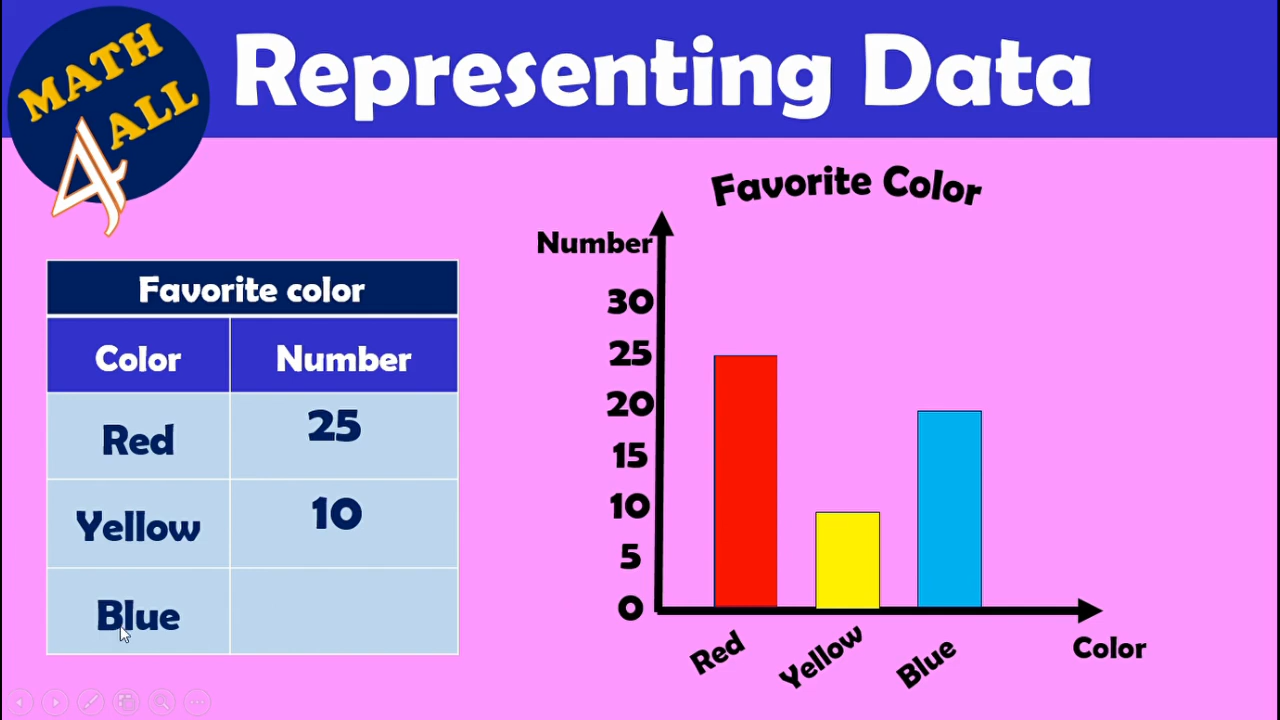 MATH
4 ALL
Representing Data
Favorite color
Color Number
Red 25
Yellow 10
Blue
Favorite Color
Number
30
25
20
15
10
5
0
Red Yellow Blue
Color